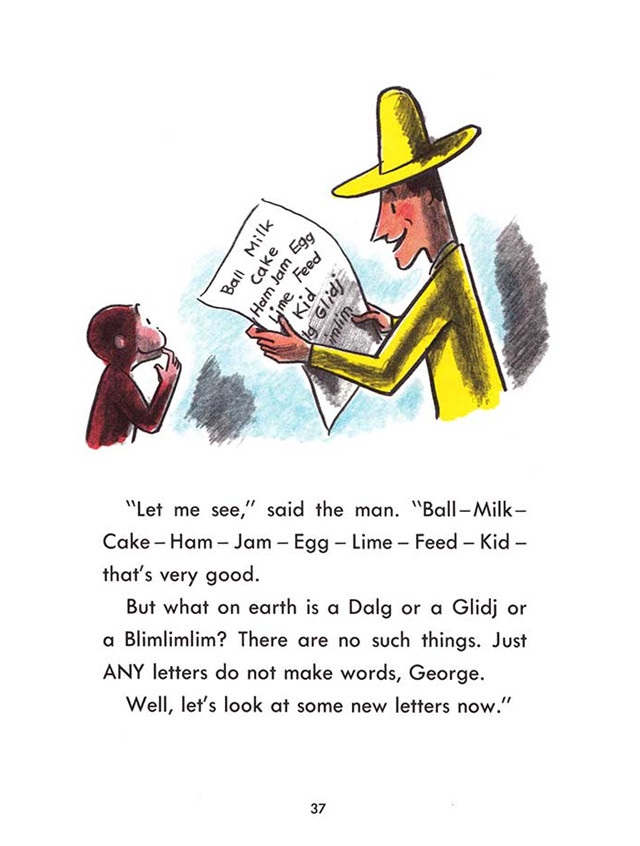 Ball Milk
Cake
Ham Jam Egg
Lime Feed
Kid
lg Glidj
mlim
"Let me see," said the man. "Ball–Milk–
Cake – Ham – Jam – Egg – Lime – Feed – Kid –
that's very good.
But what on earth is a Dalg or a Glidj or
a Blimlimlim? There are no such things. Just
ANY letters do not make words, George.
Well, let's look at some new letters now."
37